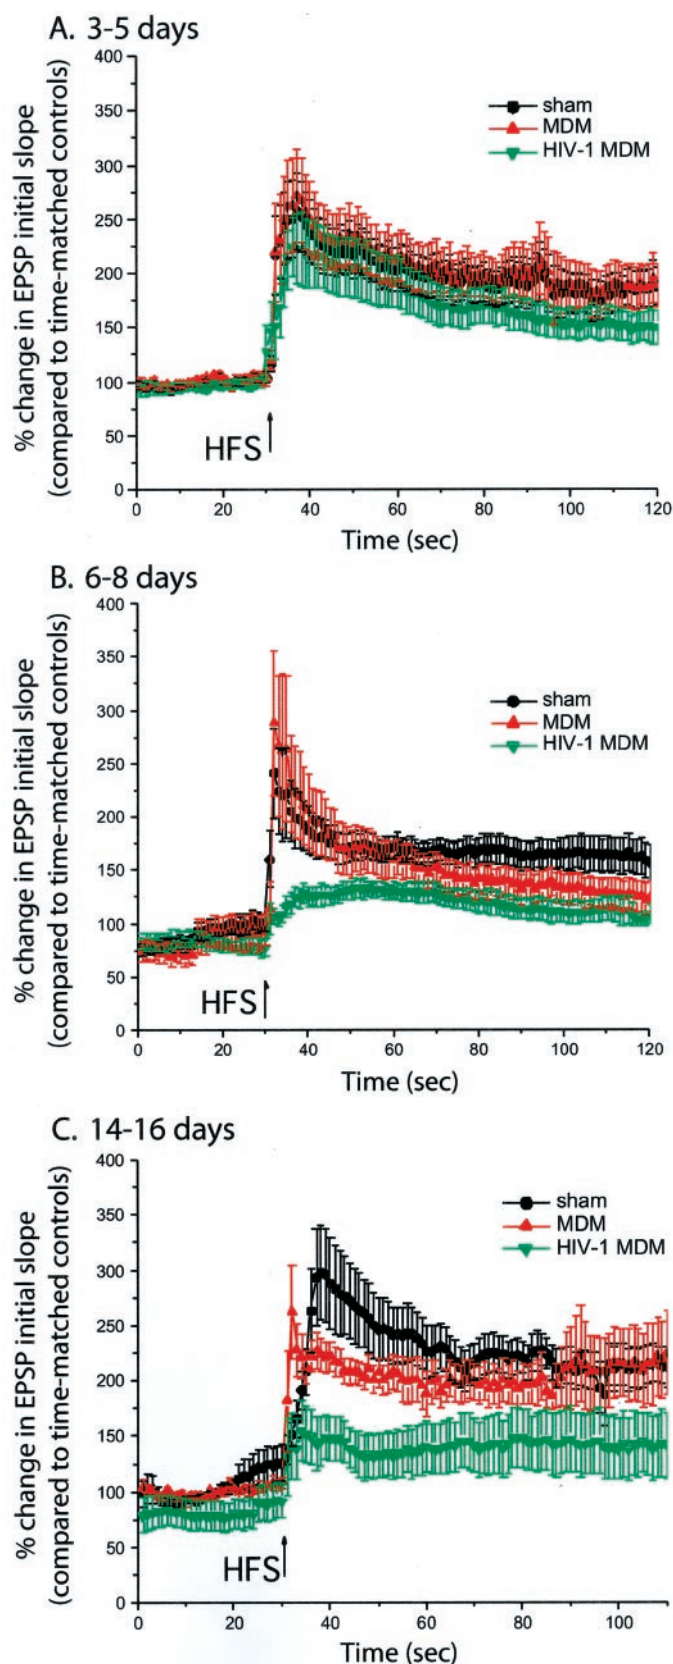 A. 3-5 days
% change in EPSP initial slope
(compared to time-matched controls)
400
350
300
250
200
150
100
50
0
sham
MDM
HIV-1 MDM
HFS
0 20 40 60 80 100 120
Time (sec)
B. 6-8 days
% change in EPSP initial slope
(compared to time-matched controls)
400
350
300
250
200
150
100
50
0
sham
MDM
HIV-1 MDM
HFS
0 20 40 60 80 100 120
Time (sec)
C. 14-16 days
% change in EPSP initial slope
(compared to time-matched controls)
400
350
300
250
200
150
100
50
0
sham
MDM
HIV-1 MDM
HFS
0 20 40 60 80 100
Time (sec)